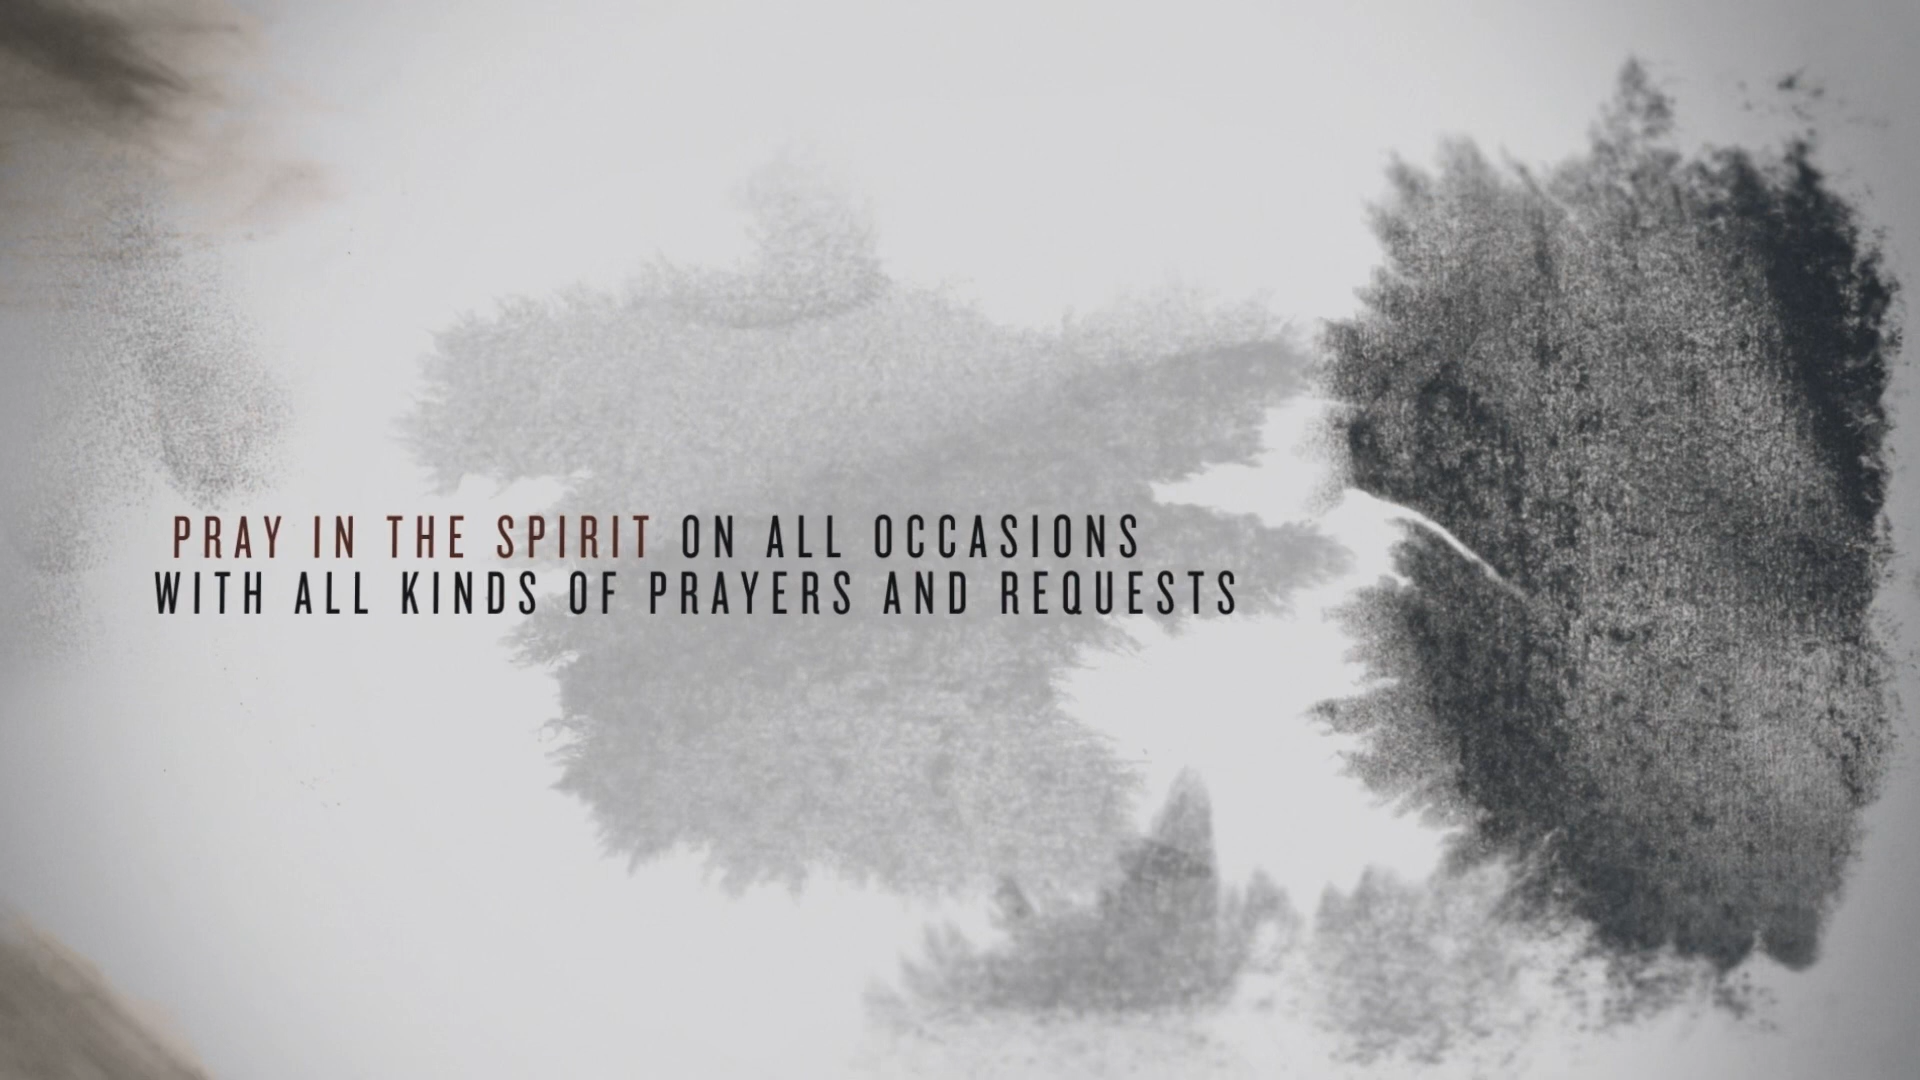 PRAY IN THE SPIRIT ON ALL OCCASIONS
WITH ALL KINDS OF PRAYERS AND REQUESTS